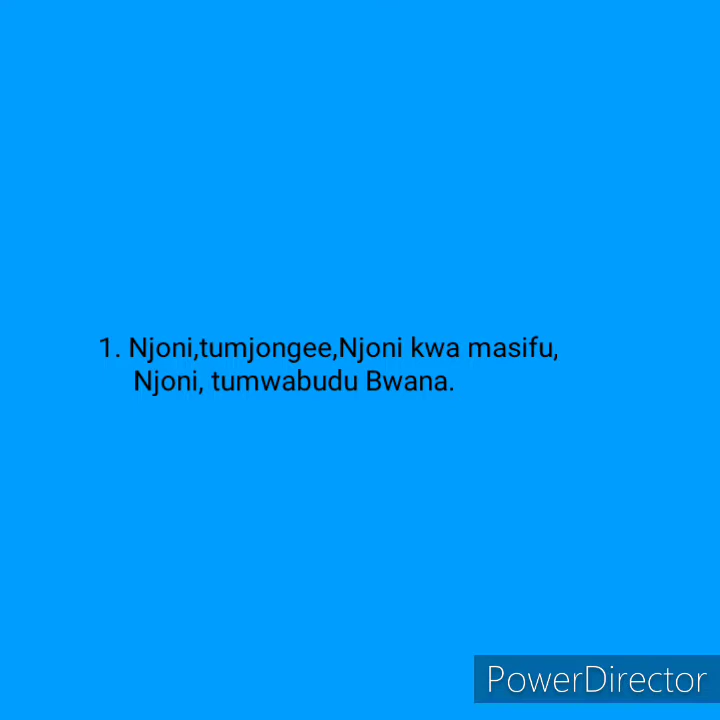 1. Njoni,tumjongee,Njoni kwa masifu,
Njoni, tumwabudu Bwana.
PowerDirector